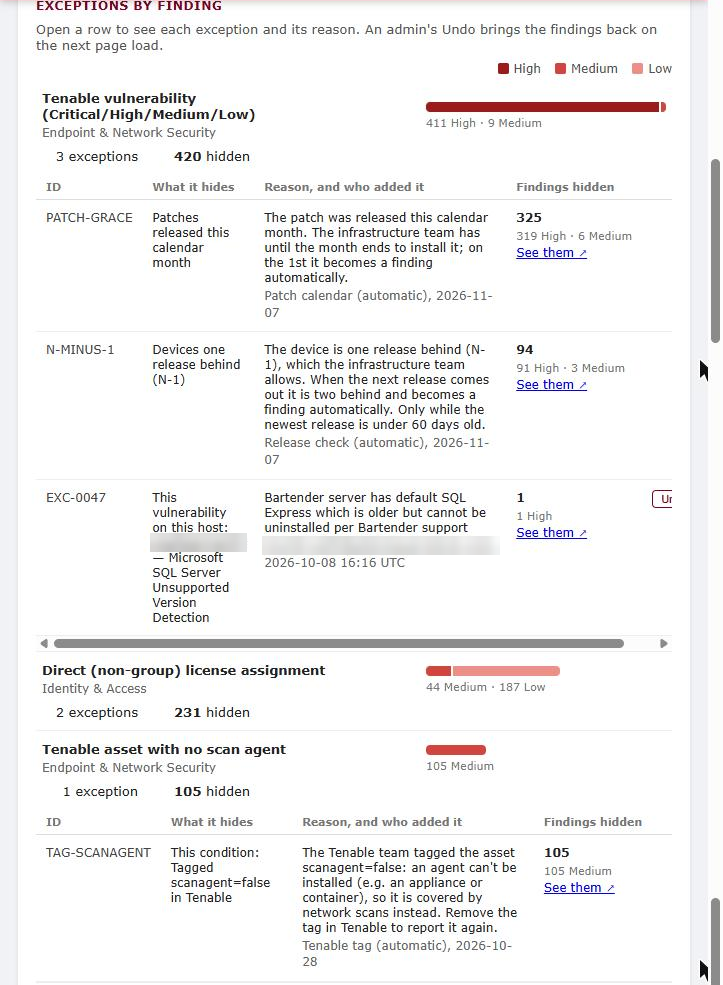 EXCEPTIONS BY FINDING
Open a row to see each exception and its reason. An admin's Undo brings the findings back on
the next page load.
High Medium Low
Tenable vulnerability
(Critical/High/Medium/Low)
Endpoint & Network Security
411 High · 9 Medium
3 exceptions 420 hidden
ID What it hides Reason, and who added it Findings hidden
PATCH-GRACE
Patches
released this
calendar
month
The patch was released this calendar
month. The infrastructure team has
until the month ends to install it; on
the 1st it becomes a finding
automatically.
Patch calendar (automatic), 2026-11-
07
325
319 High · 6 Medium
See them ↗
N-MINUS-1
Devices one
release behind
(N-1)
The device is one release behind (N-
1), which the infrastructure team
allows. When the next release comes
out it is two behind and becomes a
finding automatically. Only while the
newest release is under 60 days old.
Release check (automatic), 2026-11-
07
94
91 High · 3 Medium
See them ↗
EXC-0047
This
vulnerability
on this host:
— Microsoft
SQL Server
Unsupported
Version
Detection
Bartender server has default SQL
Express which is older but cannot be
uninstalled per Bartender support
2026-10-08 16:16 UTC
1
1 High
See them ↗
Direct (non-group) license assignment
Identity & Access
44 Medium · 187 Low
2 exceptions 231 hidden
Tenable asset with no scan agent
Endpoint & Network Security
105 Medium
1 exception 105 hidden
ID What it hides Reason, and who added it Findings hidden
TAG-SCANAGENT
This condition:
Tagged
scanagent=false
in Tenable
The Tenable team tagged the asset
scanagent=false: an agent can't be
installed (e.g. an appliance or
container), so it is covered by
network scans instead. Remove the
tag in Tenable to report it again.
Tenable tag (automatic), 2026-10-
28
105
105 Medium
See them ↗